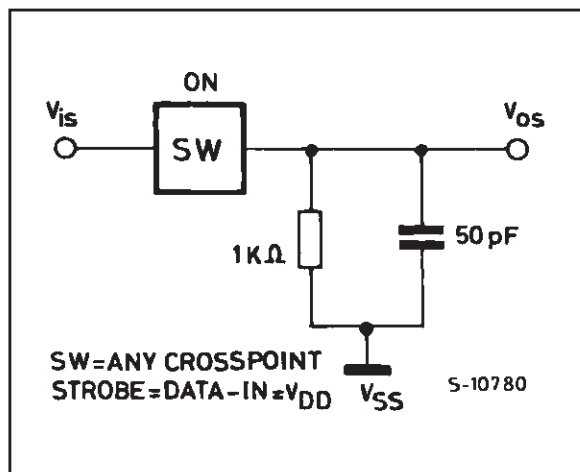 ON
Vis
SW
Vos
1KΩ
50pF
SW=ANY CROSSPOINT
STROBE=DATA-IN=VDD
VSS
S-10780